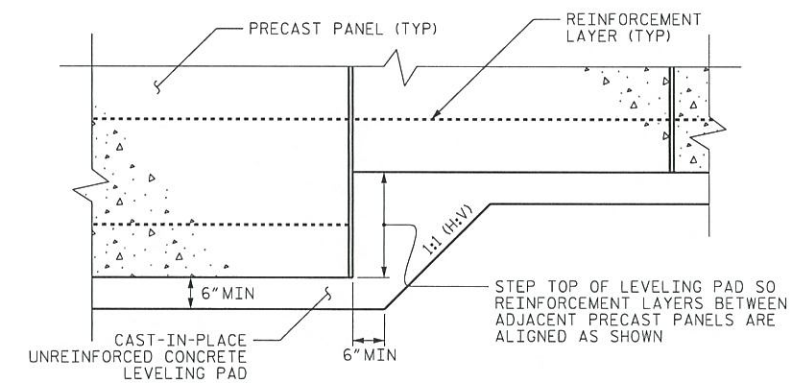 PRECAST PANEL (TYP)
REINFORCEMENT
LAYER (TYP)
1:1 (H:V)
6" MIN
STEP TOP OF LEVELING PAD SO
REINFORCEMENT LAYERS BETWEEN
ADJACENT PRECAST PANELS ARE
ALIGNED AS SHOWN
CAST-IN-PLACE
UNREINFORCED CONCRETE
LEVELING PAD
6" MIN